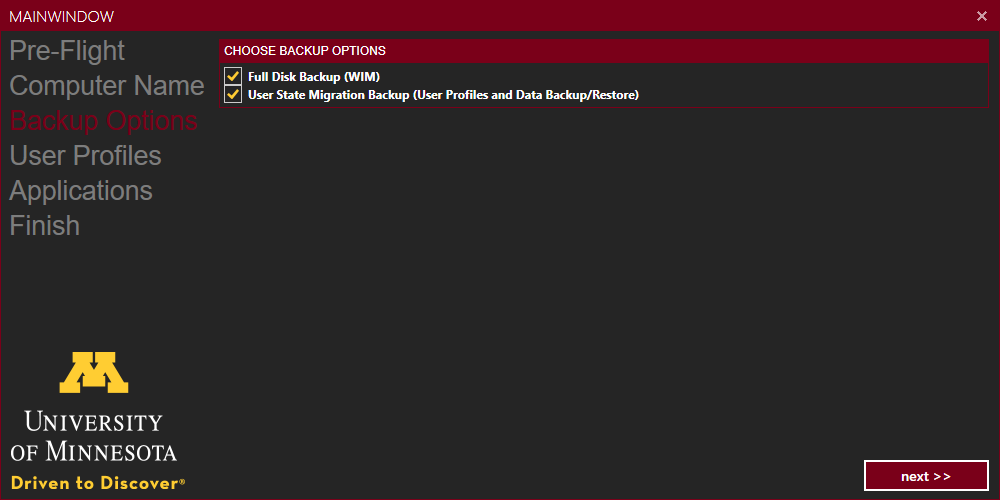 MAINWINDOW
Pre-Flight
Computer Name
Backup Options
User Profiles
Applications
Finish
CHOOSE BACKUP OPTIONS
Full Disk Backup (WIM)
User State Migration Backup (User Profiles and Data Backup/Restore)
M
UNIVERSITY
OF MINNESOTA
Driven to Discover®
next >>